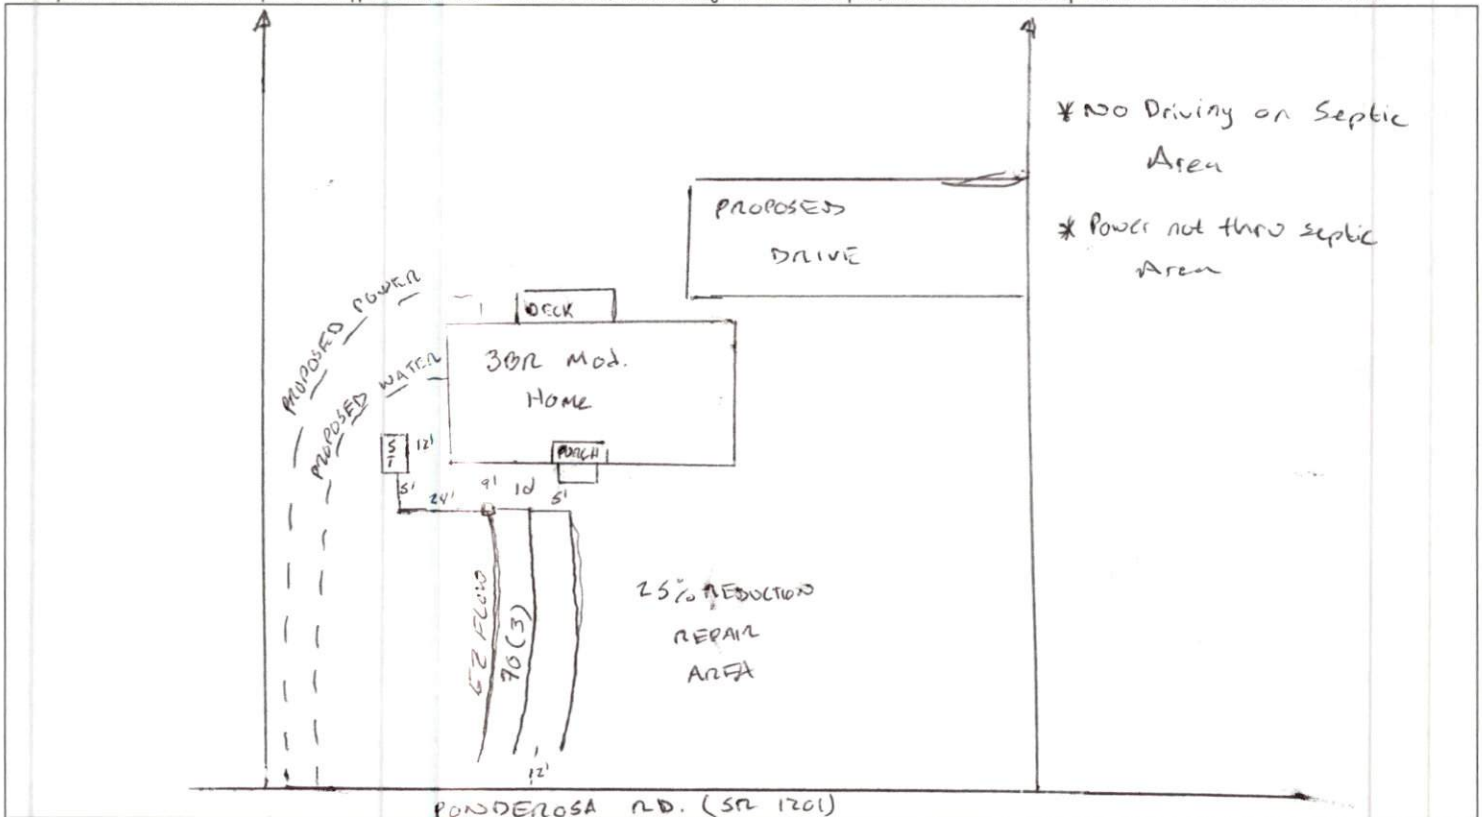 * No Driving on Septic
Area
* Power not thru septic
Area
PROPOSED
DRIVE
PROPOSED POWER
DECK
PROPOSED WATER
3BR Mod.
Home
S
T
12'
PORCH
5'
24'
9'
10
5'
EZ FLOW
70(3)
25% REDUCTION
REPAIR
AREA
12'
PONDEROSA RD. (SR 1201)